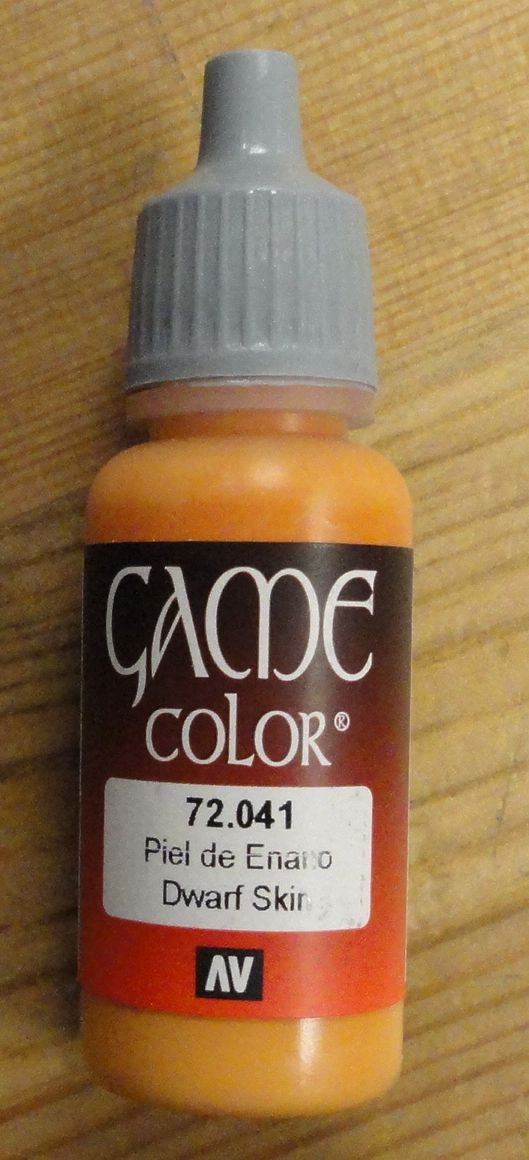 GAME
COLOR®
72.041
Piel de Enano
Dwarf Skin
AV